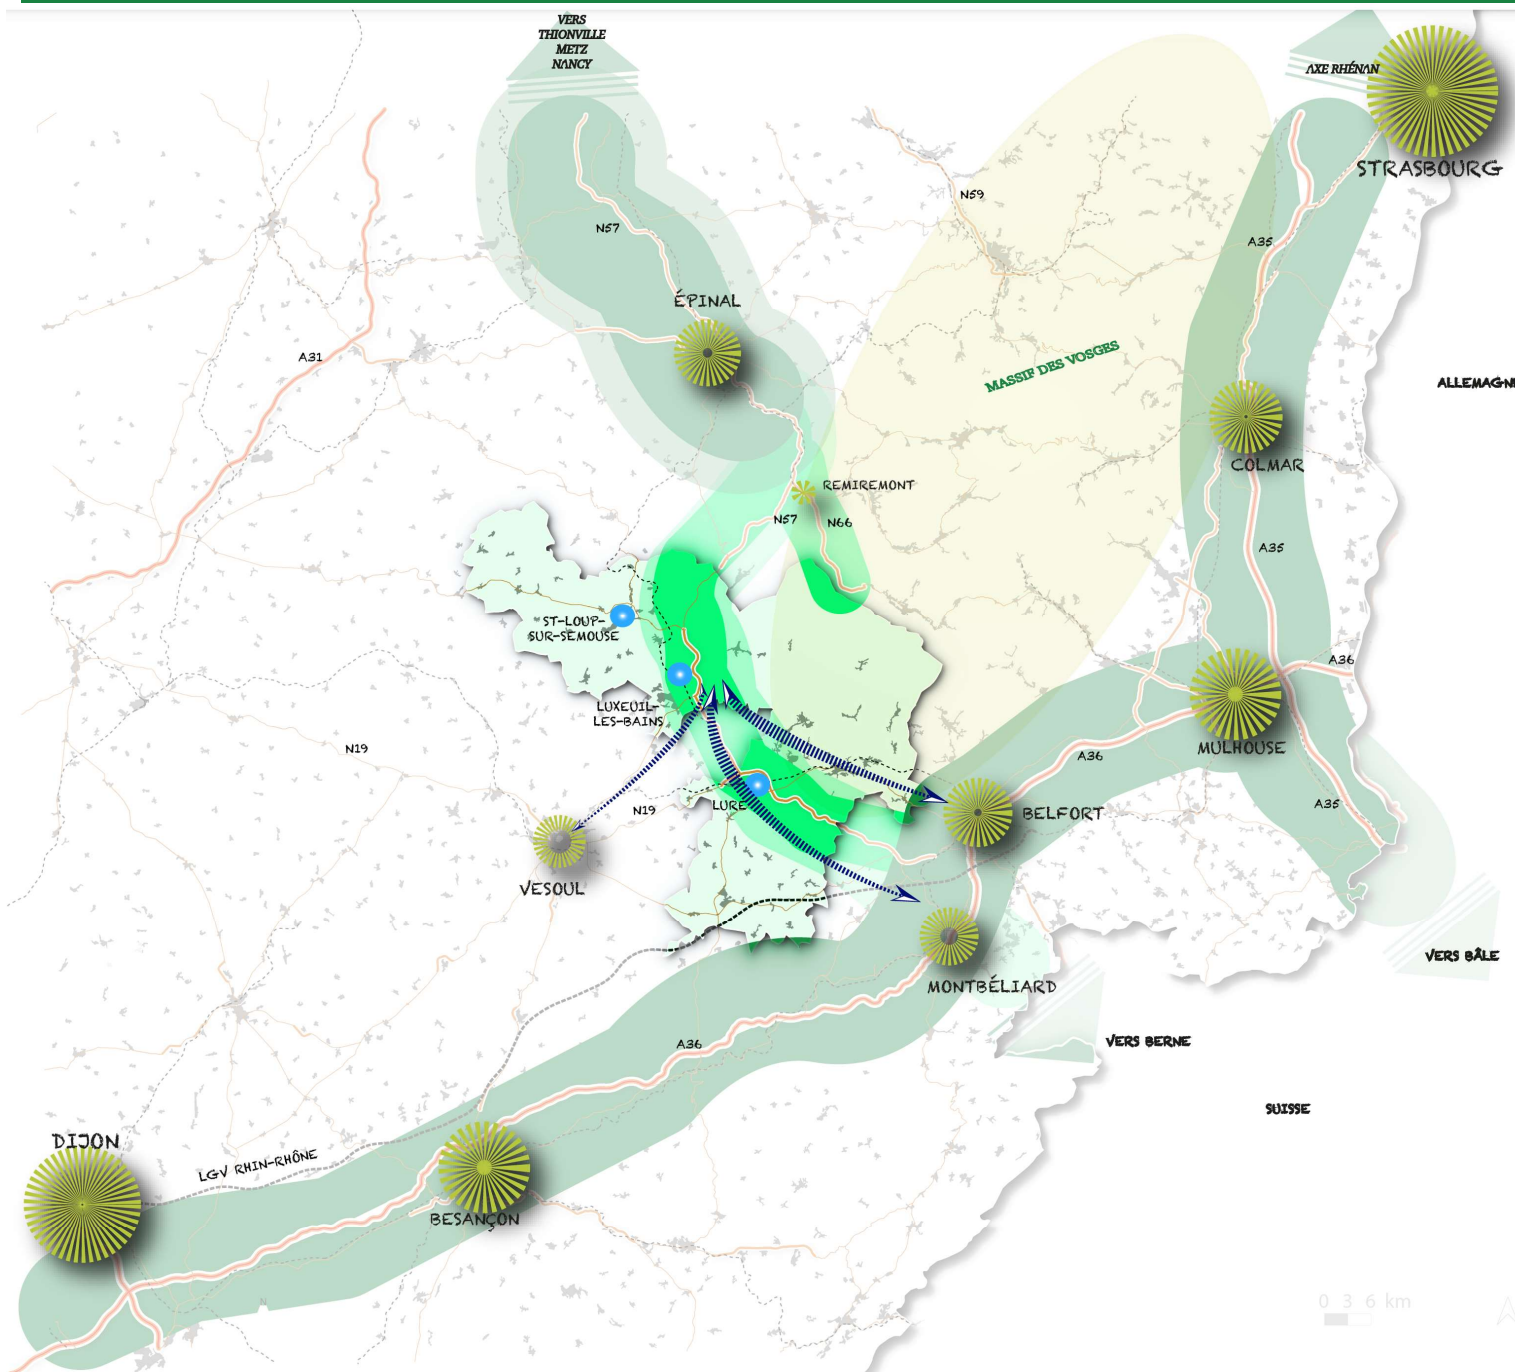 VERS
THIONVILLE
METZ
NANCY
AXE RHÉNAN
STRASBOURG
N59
N57
A35
ÉPINAL
A31
MASSIF DES VOSGES
ALLEMAGNE
COLMAR
REMIREMONT
N57
N66
A35
ST-LOUP-
SUR-SEMOUSE
A36
LUXEUIL-
LES-BAINS
N19
MULHOUSE
A36
N19
LURE
A35
BELFORT
VESOUL
VERS BÂLE
MONTBÉLIARD
A36
VERS BERNE
SUISSE
DIJON
LGV RHIN-RHÔNE
BESANÇON
0 3 6 km